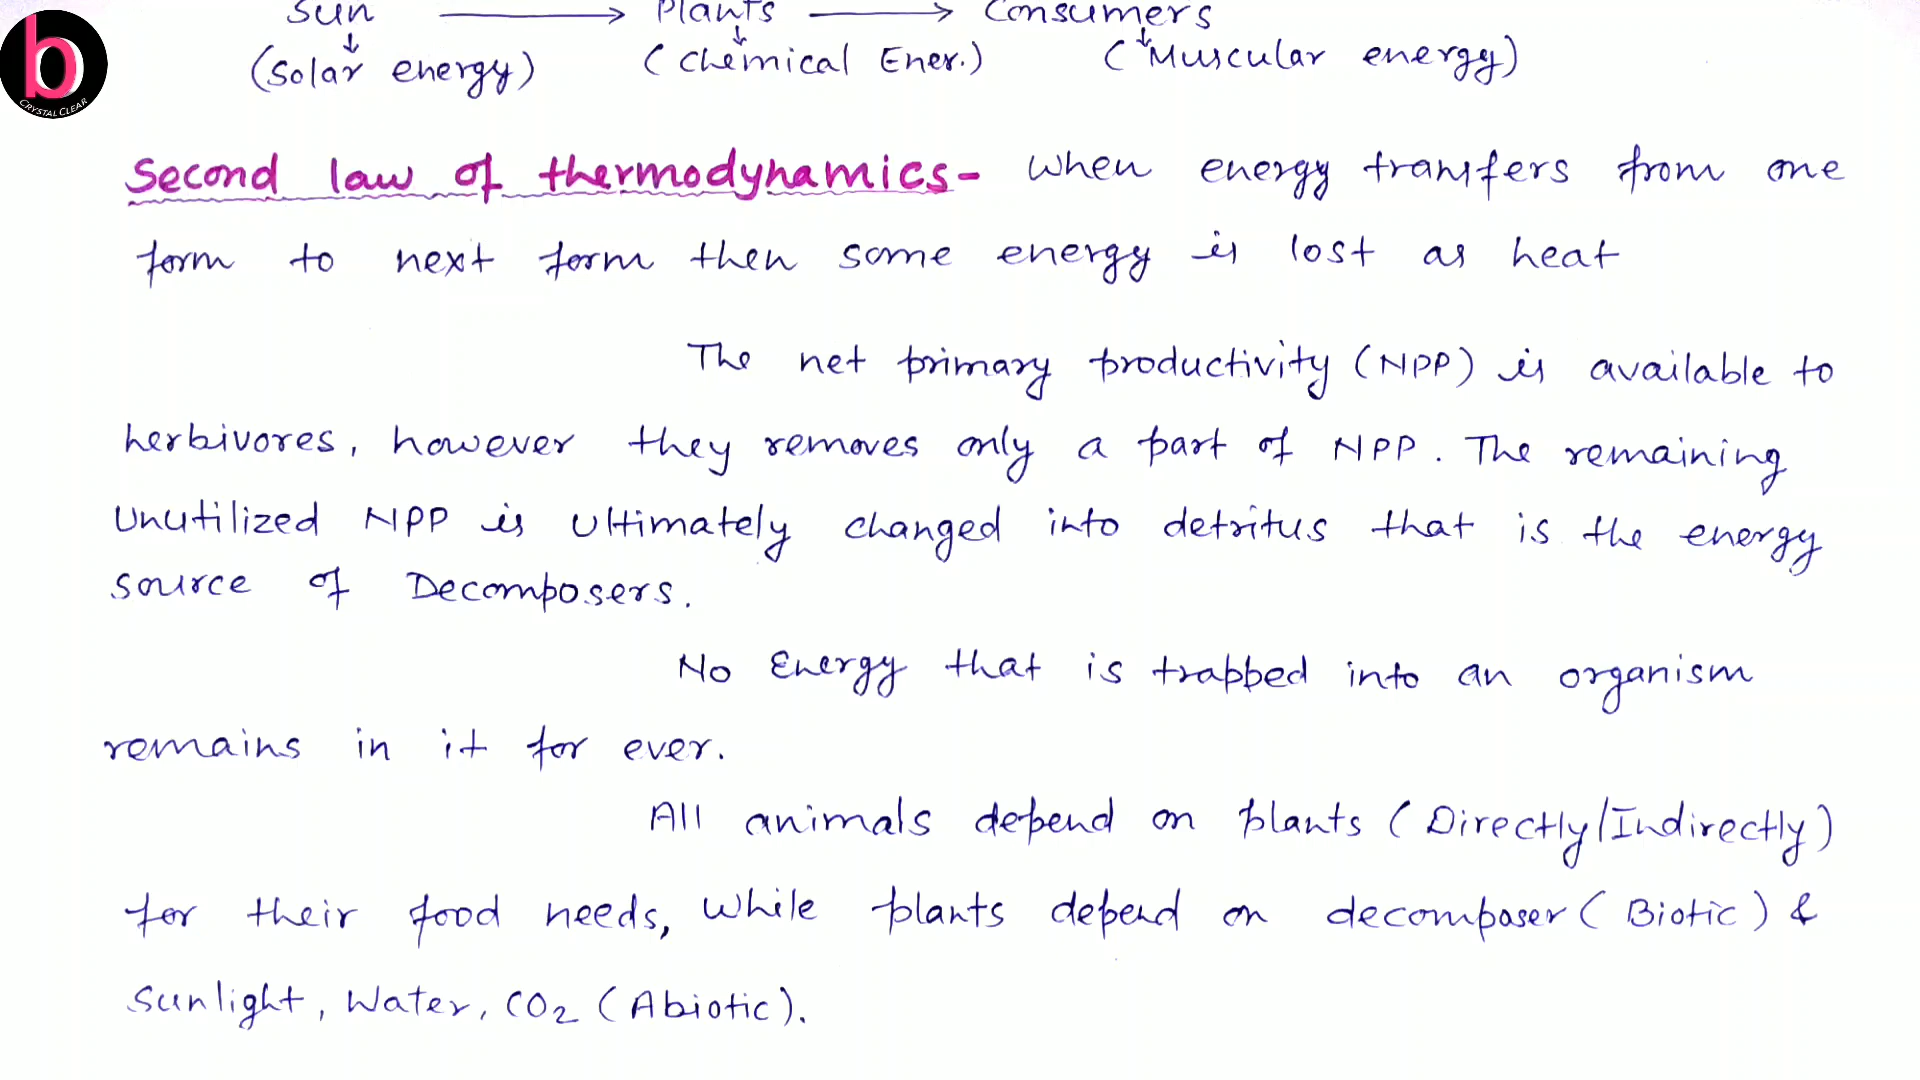 Sun → Plants → Consumers
↓ ↓ ↓
(Solar energy) (Chemical Ener.) (Muscular energy)
b
CRYSTAL CLEAR
Second law of thermodynamics- When energy transfers from one
form to next form then some energy is lost as heat
The net primary productivity (NPP) is available to
herbivores, however they removes only a part of NPP. The remaining
Unutilized NPP is ultimately changed into detritus that is the energy
source of Decomposers.
No Energy that is trapped into an organism
remains in it for ever.
All animals depend on plants (Directly/Indirectly)
for their food needs, while plants depend on decomposer (Biotic) &
Sunlight, Water, CO2 (Abiotic).